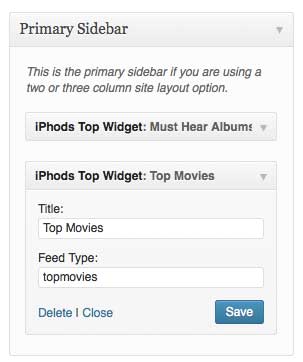 Primary Sidebar
This is the primary sidebar if you are using a
two or three column site layout option.
iPhods Top Widget: Must Hear Albums
iPhods Top Widget: Top Movies
Title:
Top Movies
Feed Type:
topmovies
Delete | Close
Save